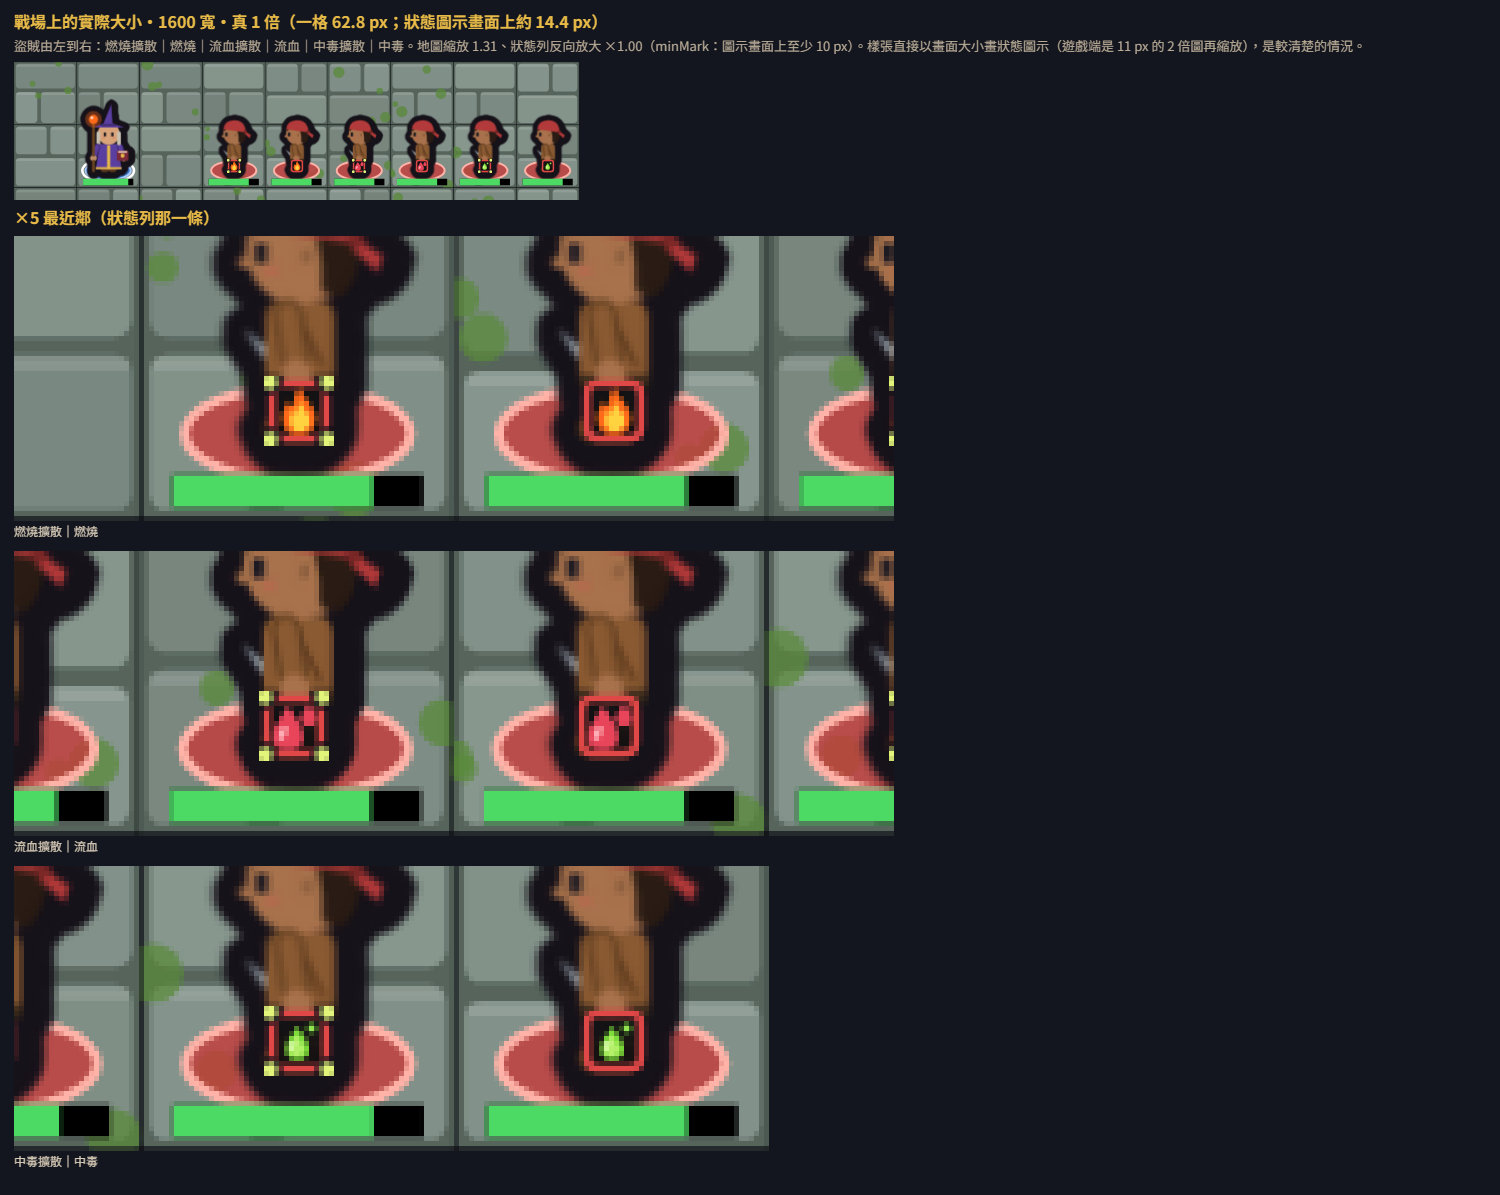 戰場上的實際大小・1600 寬・真 1 倍（一格 62.8 px；狀態圖示畫面上約 14.4 px）
盜賊由左到右：燃燒擴散｜燃燒｜流血擴散｜流血｜中毒擴散｜中毒。地圖縮放 1.31、狀態列反向放大 ×1.00（minMark：圖示畫面上至少 10 px）。樣張直接以畫面大小畫狀態圖示（遊戲端是 11 px 的 2 倍圖再縮放），是較清楚的情況。
×5 最近鄰（狀態列那一條）
燃燒擴散｜燃燒
流血擴散｜流血
中毒擴散｜中毒